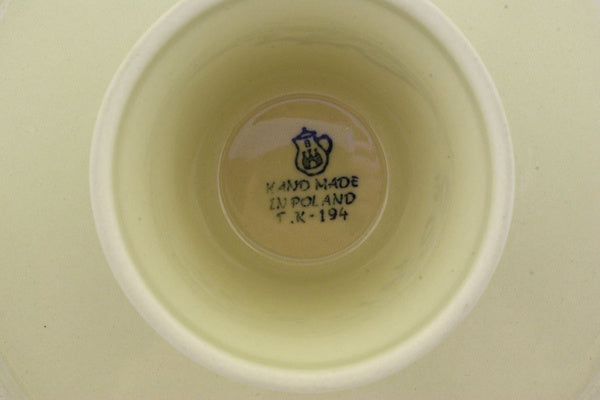 B
HAND MADE
IN POLAND
T.K-194